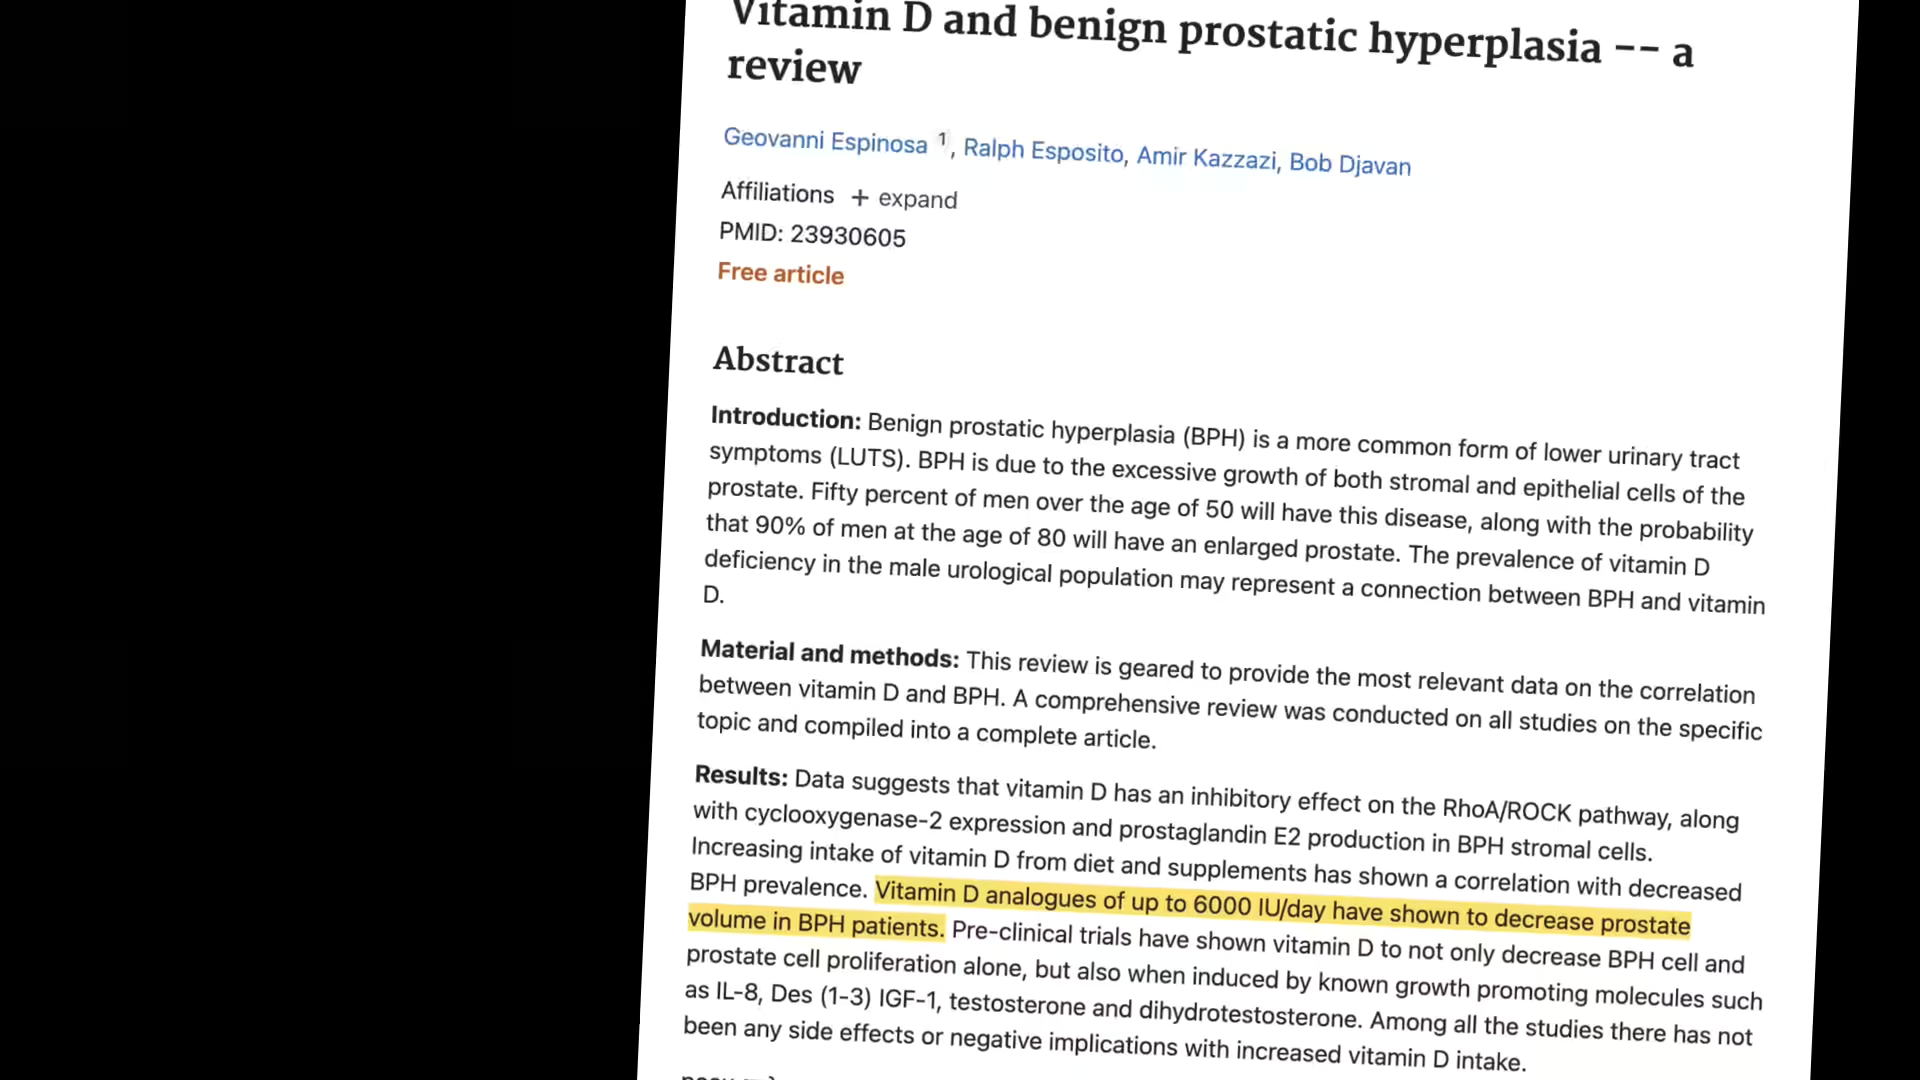 Vitamin D and benign prostatic hyperplasia -- a
review
Geovanni Espinosa 1, Ralph Esposito, Amir Kazzazi, Bob Djavan
Affiliations + expand
PMID: 23930605
Free article
Abstract
Introduction: Benign prostatic hyperplasia (BPH) is a more common form of lower urinary tract
symptoms (LUTS). BPH is due to the excessive growth of both stromal and epithelial cells of the
prostate. Fifty percent of men over the age of 50 will have this disease, along with the probability
that 90% of men at the age of 80 will have an enlarged prostate. The prevalence of vitamin D
deficiency in the male urological population may represent a connection between BPH and vitamin
D.
Material and methods: This review is geared to provide the most relevant data on the correlation
between vitamin D and BPH. A comprehensive review was conducted on all studies on the specific
topic and compiled into a complete article.
Results: Data suggests that vitamin D has an inhibitory effect on the RhoA/ROCK pathway, along
with cyclooxygenase-2 expression and prostaglandin E2 production in BPH stromal cells.
Increasing intake of vitamin D from diet and supplements has shown a correlation with decreased
BPH prevalence. Vitamin D analogues of up to 6000 IU/day have shown to decrease prostate
volume in BPH patients. Pre-clinical trials have shown vitamin D to not only decrease BPH cell and
prostate cell proliferation alone, but also when induced by known growth promoting molecules such
as IL-8, Des (1-3) IGF-1, testosterone and dihydrotestosterone. Among all the studies there has not
been any side effects or negative implications with increased vitamin D intake.